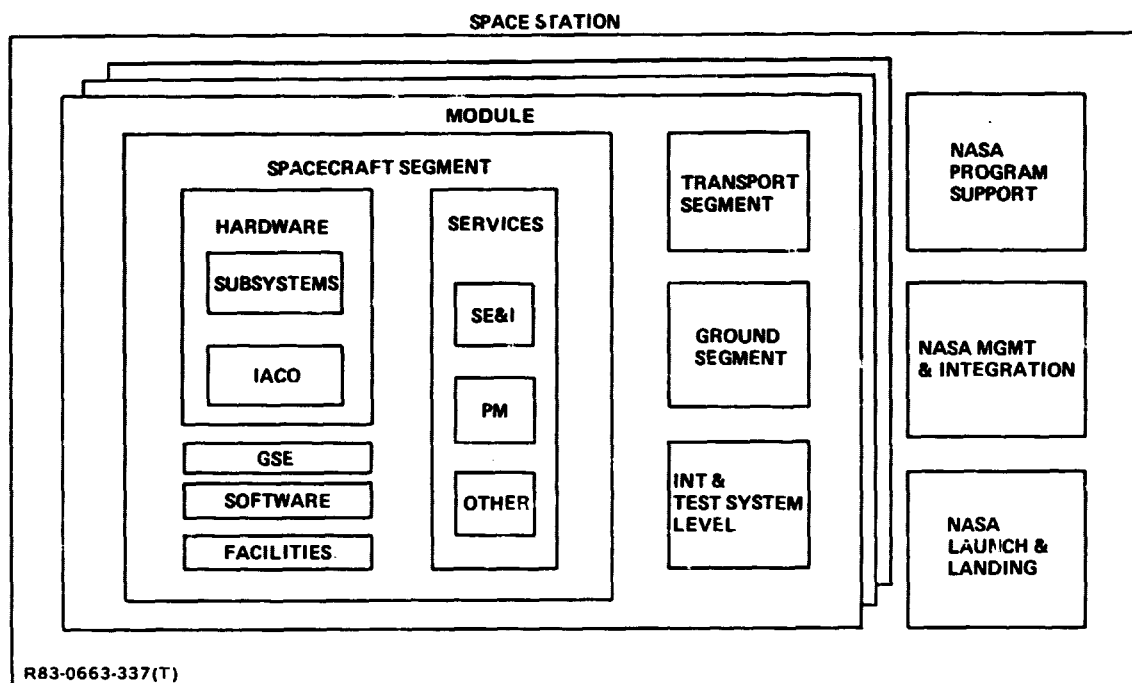 SPACE STATION
MODULE
SPACECRAFT SEGMENT
HARDWARE
SUBSYSTEMS
IACO
GSE
SOFTWARE
FACILITIES
SERVICES
SE&I
PM
OTHER
TRANSPORT
SEGMENT
GROUND
SEGMENT
INT &
TEST SYSTEM
LEVEL
NASA
PROGRAM
SUPPORT
NASA MGMT
& INTEGRATION
NASA
LAUNCH &
LANDING
R83-0663-337(T)